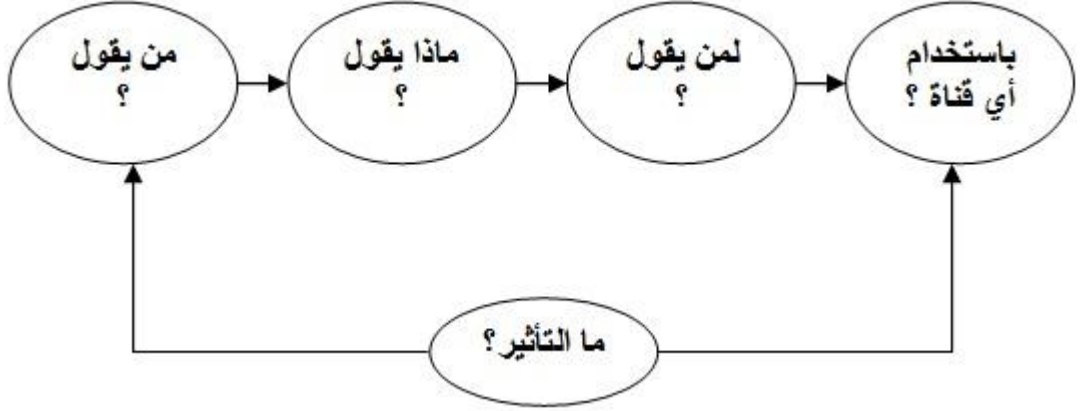 من يقول
؟
ماذا يقول
؟
لمن يقول
؟
باستخدام
أي قناة ؟
ما التأثير؟